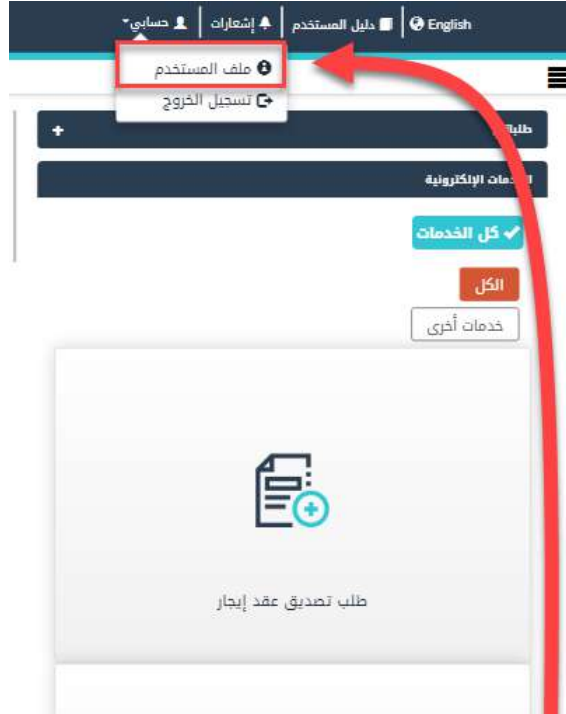 English دليل المستخدم إشعارات حسابي
ملف المستخدم
تسجيل الخروج
+
الإلكترونية
كل الخدمات
الكل
خدمات أخرى
طلب تصديق عقد إيجار